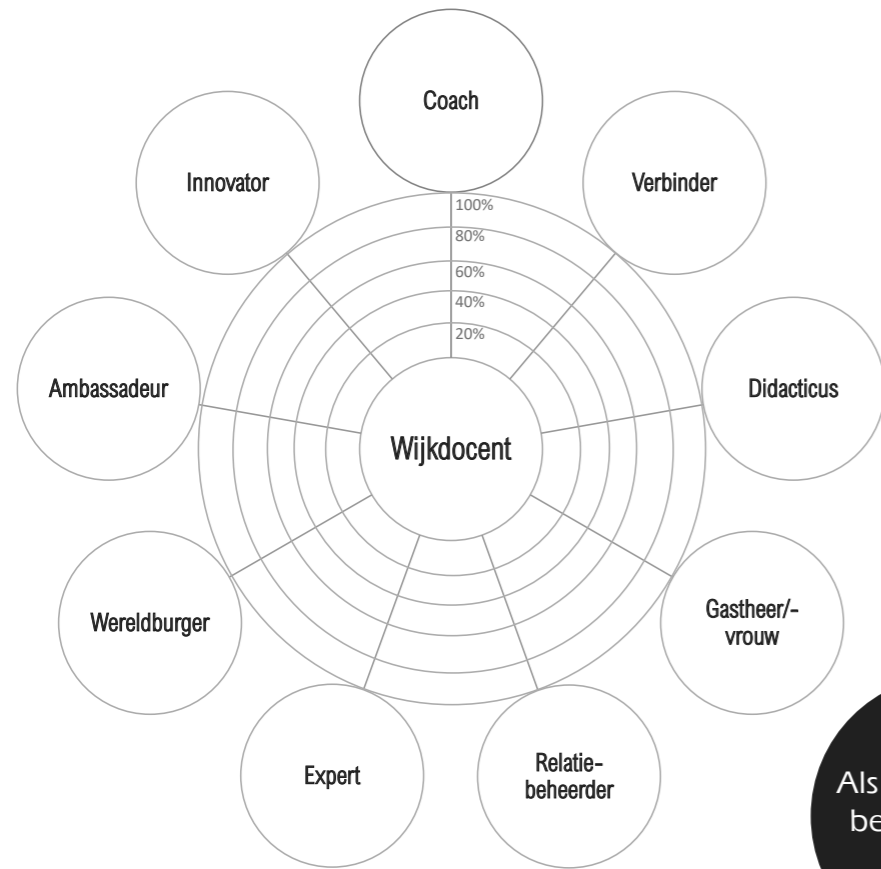 Coach
Innovator
Verbinder
100%
80%
60%
40%
20%
Ambassadeur
Didacticus
Wijkdocent
Wereldburger
Gastheer/-
vrouw
Expert
Relatie-
beheerder
Als
be